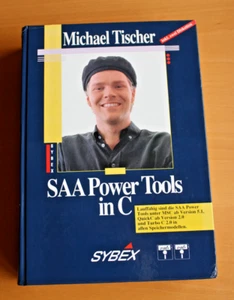 Michael Tischer
SYBEX
SAA Power Tools
in C
Lauffähig sind die SAA Power
Tools unter MSC ab Version 5.1,
QuickC ab Version 2.0
und Turbo C 2.0 in
allen Speichermodellen.
SYBEX